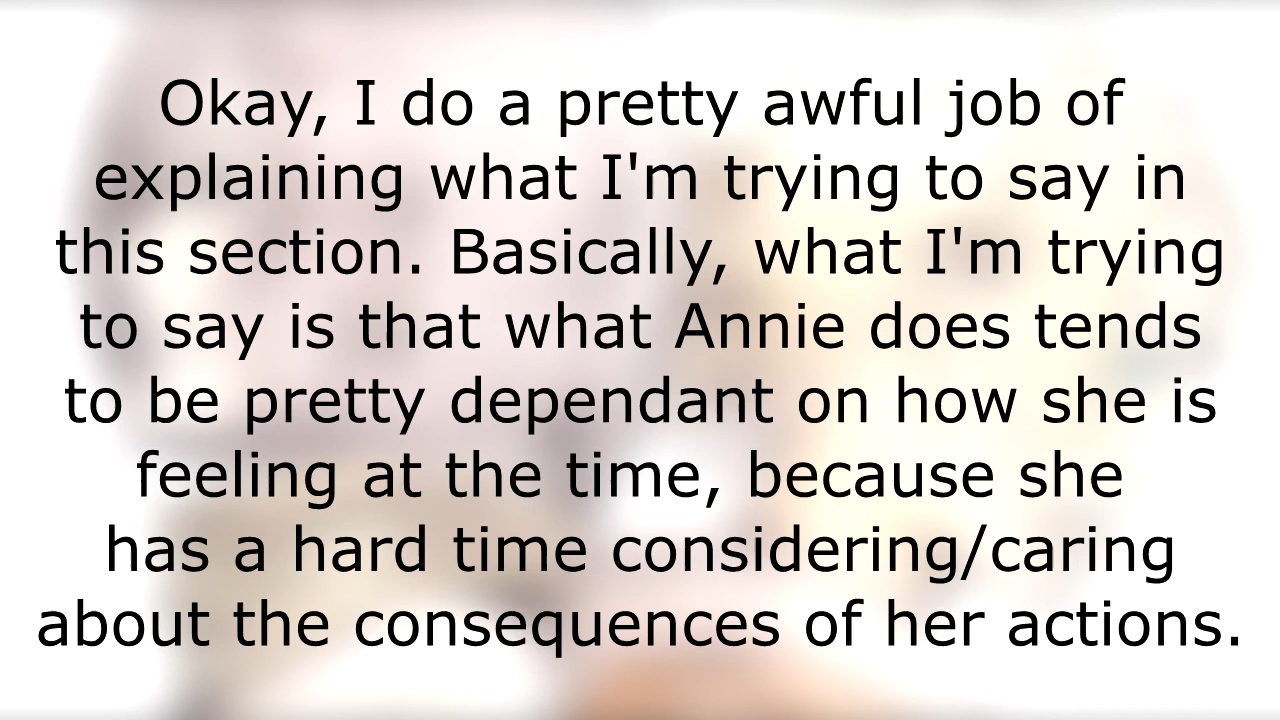 Okay, I do a pretty awful job of
explaining what I'm trying to say in
this section. Basically, what I'm trying
to say is that what Annie does tends
to be pretty dependant on how she is
feeling at the time, because she
has a hard time considering/caring
about the consequences of her actions.